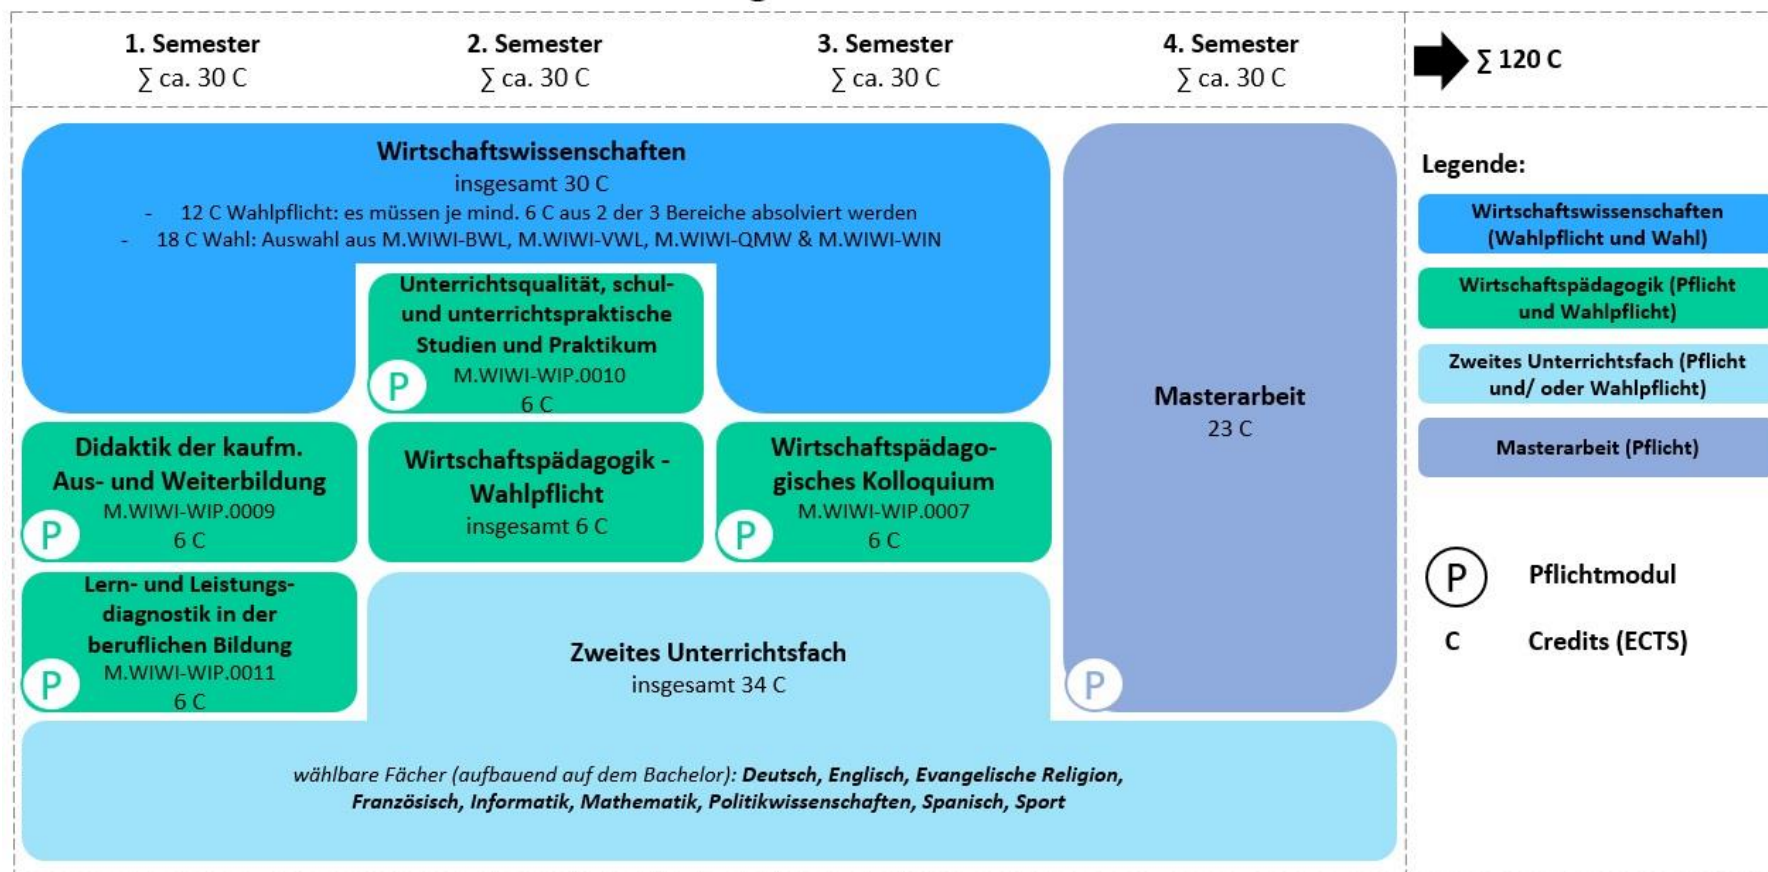 1. Semester
∑ ca. 30 C
2. Semester
∑ ca. 30 C
3. Semester
∑ ca. 30 C
4. Semester
∑ ca. 30 C
∑ 120 C
Wirtschaftswissenschaften
insgesamt 30 C
- 12 C Wahlpflicht: es müssen je mind. 6 C aus 2 der 3 Bereiche absolviert werden
- 18 C Wahl: Auswahl aus M.WIWI-BWL, M.WIWI-VWL, M.WIWI-QMW & M.WIWI-WIN
Unterrichtsqualität, schul-
und unterrichtspraktische
Studien und Praktikum
M.WIWI-WIP.0010
P
6 C
Didaktik der kaufm.
Aus- und Weiterbildung
M.WIWI-WIP.0009
P
6 C
Wirtschaftspädagogik -
Wahlpflicht
insgesamt 6 C
Wirtschaftspädago-
gisches Kolloquium
M.WIWI-WIP.0007
P
6 C
Lern- und Leistungs-
diagnostik in der
beruflichen Bildung
M.WIWI-WIP.0011
P
6 C
Zweites Unterrichtsfach
insgesamt 34 C
wählbare Fächer (aufbauend auf dem Bachelor): Deutsch, Englisch, Evangelische Religion,
Französisch, Informatik, Mathematik, Politikwissenschaften, Spanisch, Sport
Masterarbeit
23 C
P
Legende:
Wirtschaftswissenschaften
(Wahlpflicht und Wahl)
Wirtschaftspädagogik (Pflicht
und Wahlpflicht)
Zweites Unterrichtsfach (Pflicht
und/ oder Wahlpflicht)
Masterarbeit (Pflicht)
P Pflichtmodul
C Credits (ECTS)